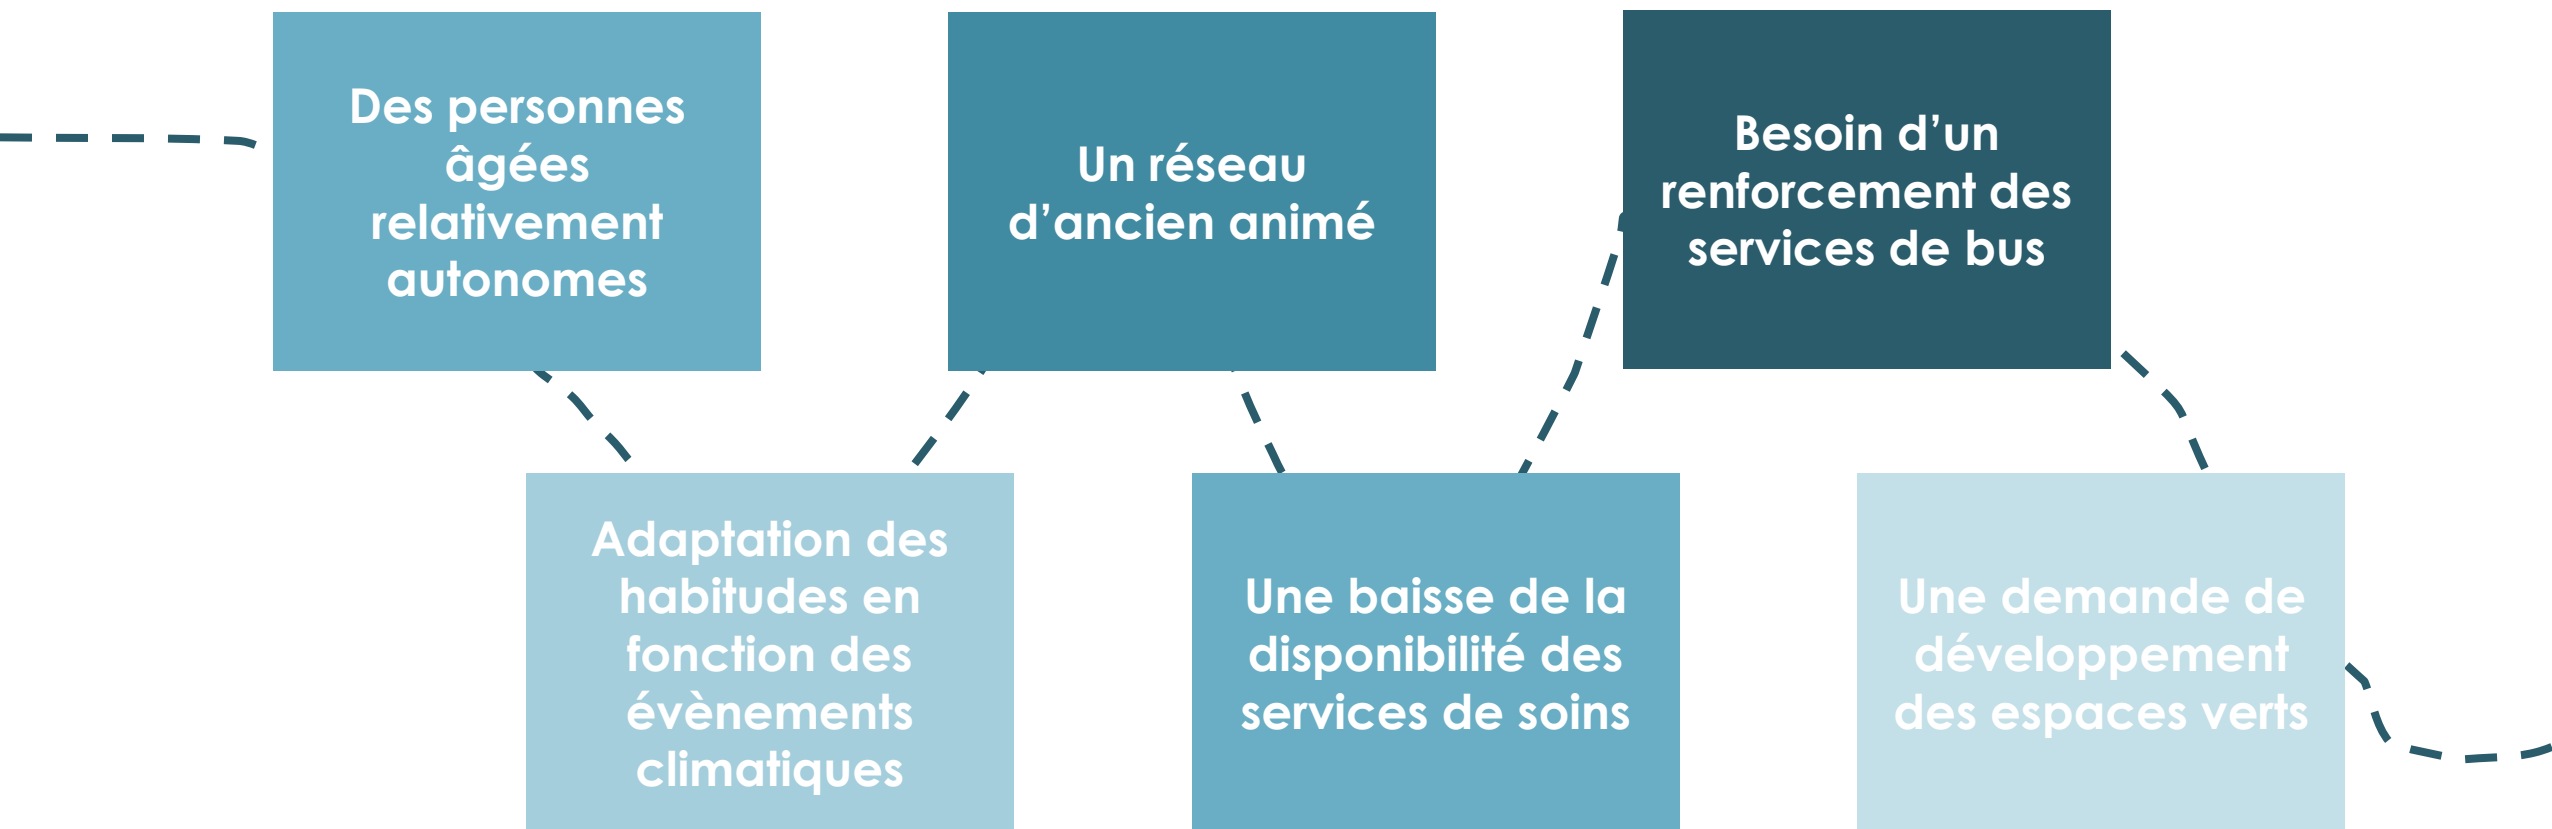 Des personnes
âgées
relativement
autonomes
Adaptation des
habitudes en
fonction des
évènements
climatiques
Un réseau
d’ancien animé
Une baisse de la
disponibilité des
services de soins
Besoin d’un
renforcement des
services de bus
Une demande de
développement
des espaces verts